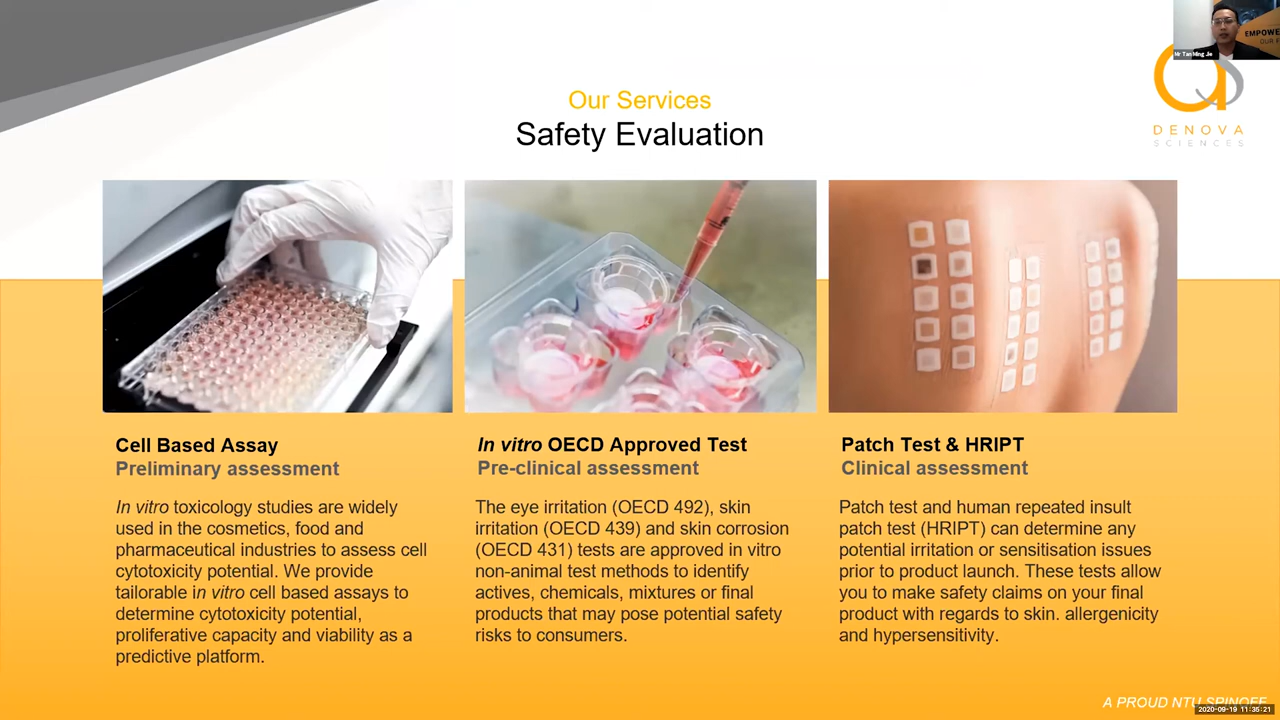 EMPOWE
OUR E
Mr Tan Ming Jie
DENOVA
SCIENCES
Our Services
Safety Evaluation
Cell Based Assay
Preliminary assessment
In vitro toxicology studies are widely
used in the cosmetics, food and
pharmaceutical industries to assess cell
cytotoxicity potential. We provide
tailorable in vitro cell based assays to
determine cytotoxicity potential,
proliferative capacity and viability as a
predictive platform.
In vitro OECD Approved Test
Pre-clinical assessment
The eye irritation (OECD 492), skin
irritation (OECD 439) and skin corrosion
(OECD 431) tests are approved in vitro
non-animal test methods to identify
actives, chemicals, mixtures or final
products that may pose potential safety
risks to consumers.
Patch Test & HRIPT
Clinical assessment
Patch test and human repeated insult
patch test (HRIPT) can determine any
potential irritation or sensitisation issues
prior to product launch. These tests allow
you to make safety claims on your final
product with regards to skin. allergenicity
and hypersensitivity.
A PROUD NTU SPINOFF
2020-09-19 11:35:21